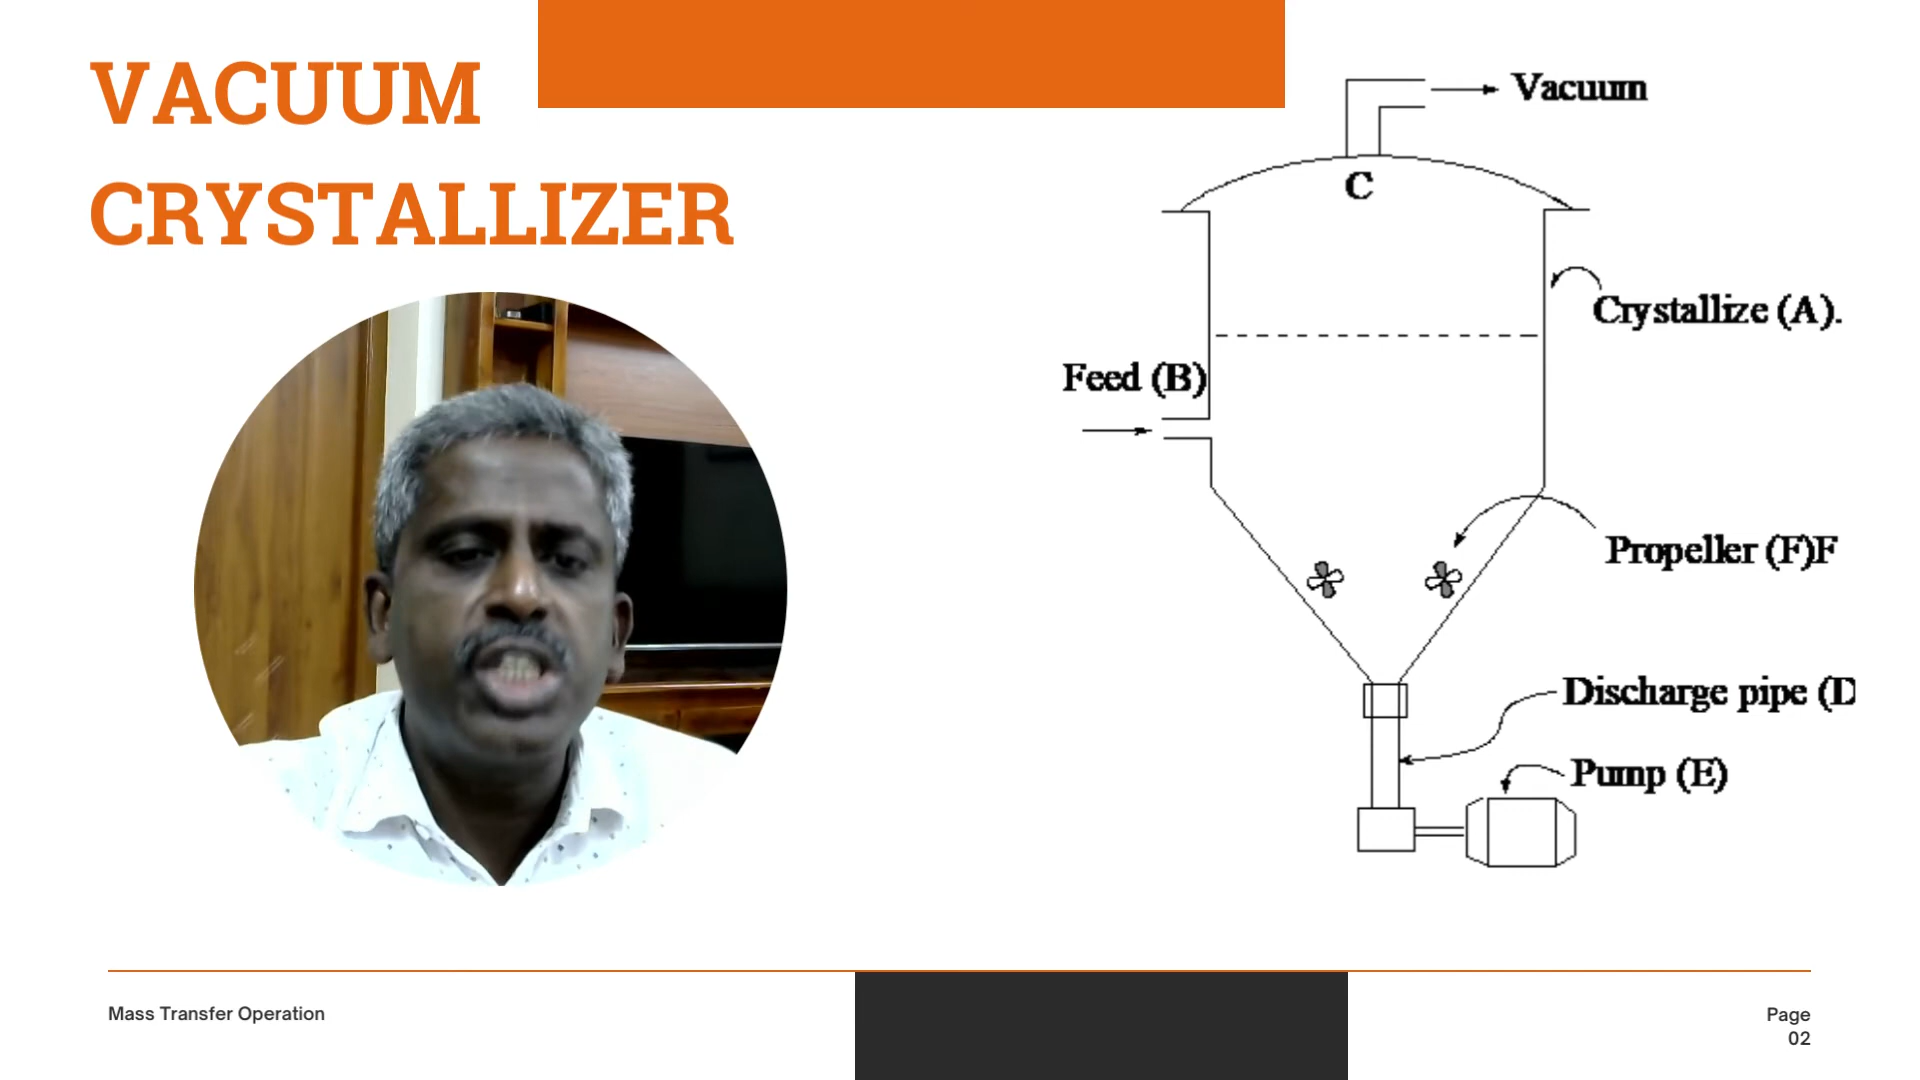 VACUUM
CRYSTALLIZER
Vacuum
C
Crystallize (A).
Feed (B)
Propeller (F)F
Discharge pipe (D
Pump (E)
Mass Transfer Operation
Page
02